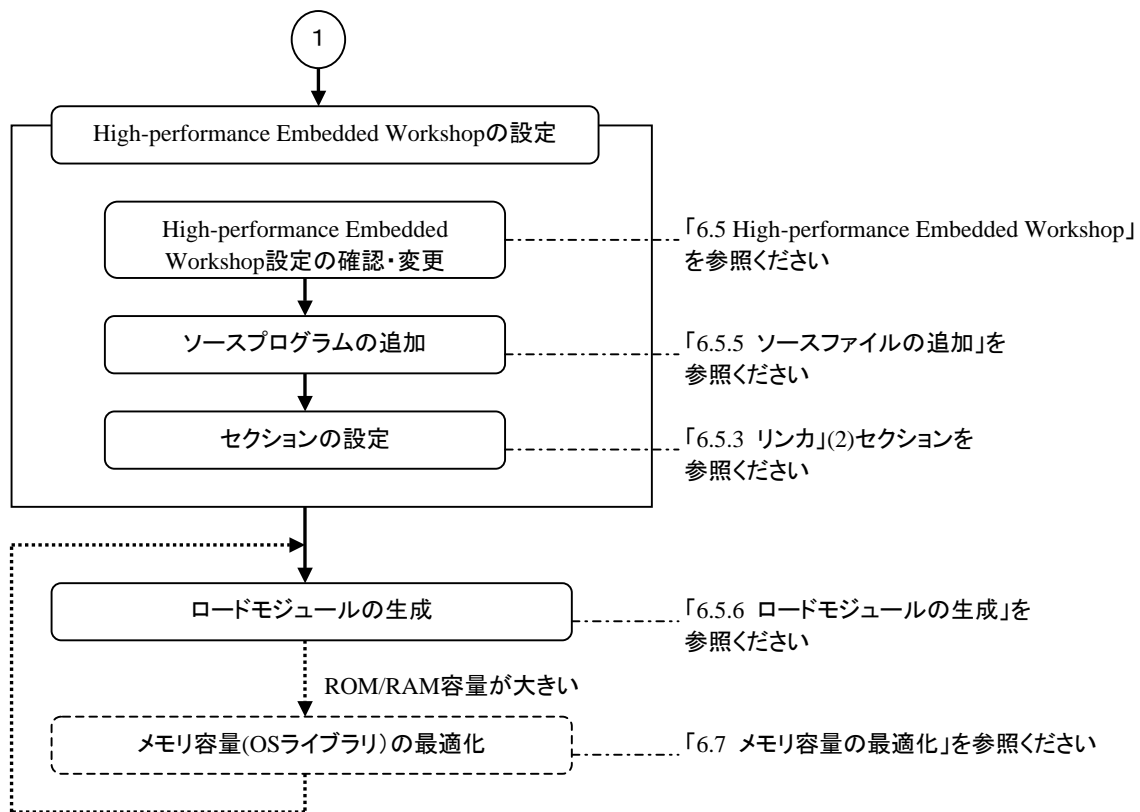 1
High-performance Embedded Workshopの設定
High-performance Embedded
Workshop設定の確認・変更
「6.5 High-performance Embedded Workshop」
を参照ください
ソースプログラムの追加
「6.5.5 ソースファイルの追加」を
参照ください
セクションの設定
「6.5.3 リンカ」(2)セクションを
参照ください
ロードモジュールの生成
「6.5.6 ロードモジュールの生成」を
参照ください
ROM/RAM容量が大きい
メモリ容量(OSライブラリ)の最適化
「6.7 メモリ容量の最適化」を参照ください